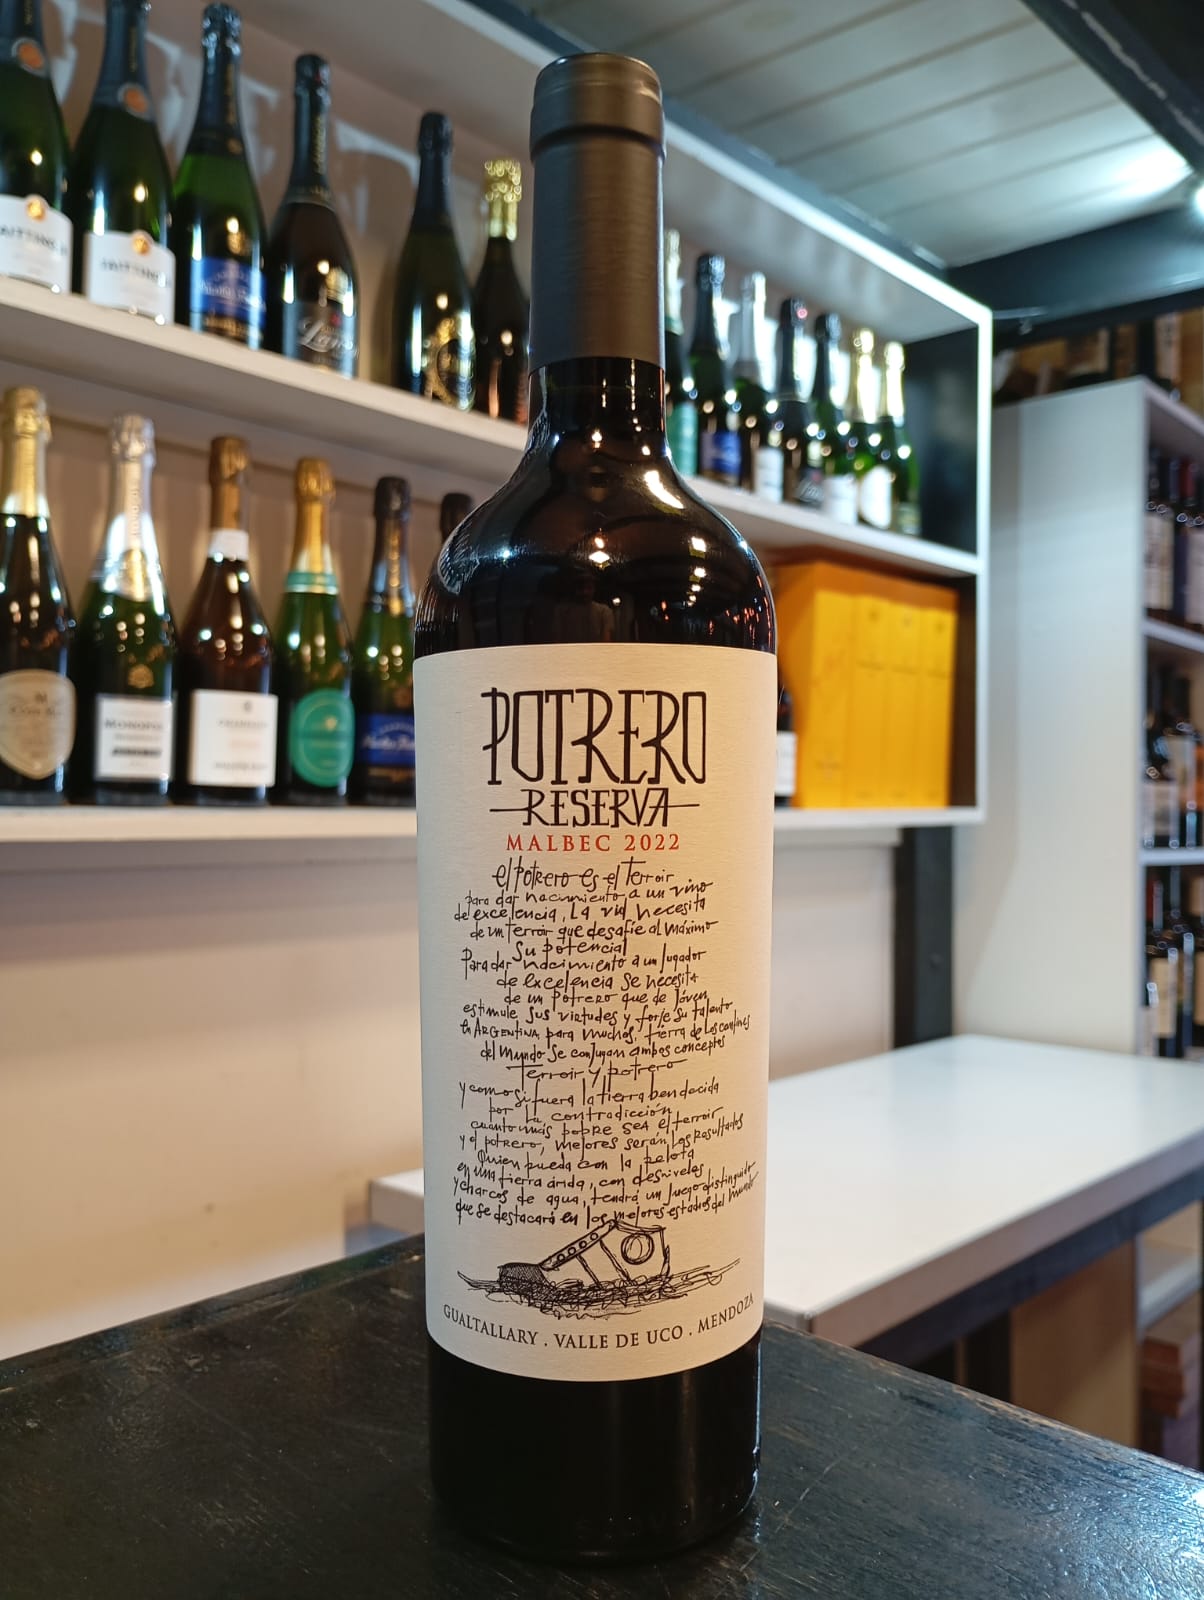 POTRERO
RESERVA
MALBEC 2022
el potrero es el terroir
para dar nacimiento a un vino
de excelencia, la vid necesita
de un terroir que desafíe al máximo
su potencial
Para dar nacimiento a un jugador
de excelencia se necesita
de un potrero que de jóven
estimule sus virtudes y forje su talento
en ARGENTINA, para muchos, tierra de los confines
del mundo se conjugan ambos conceptos
terroir y potrero
y como si fuera la tierra bendecida
por la contradicción
cuanto más pobre sea el terroir
y el potrero, mejores serán los resultados
Quien pueda con la pelota
en una tierra árida, con desniveles
y charcos de agua, tendrá un juego distinguido
que se destacará en los mejores estadios del mundo
GUALTALLARY . VALLE DE UCO . MENDOZA
MONOPOL